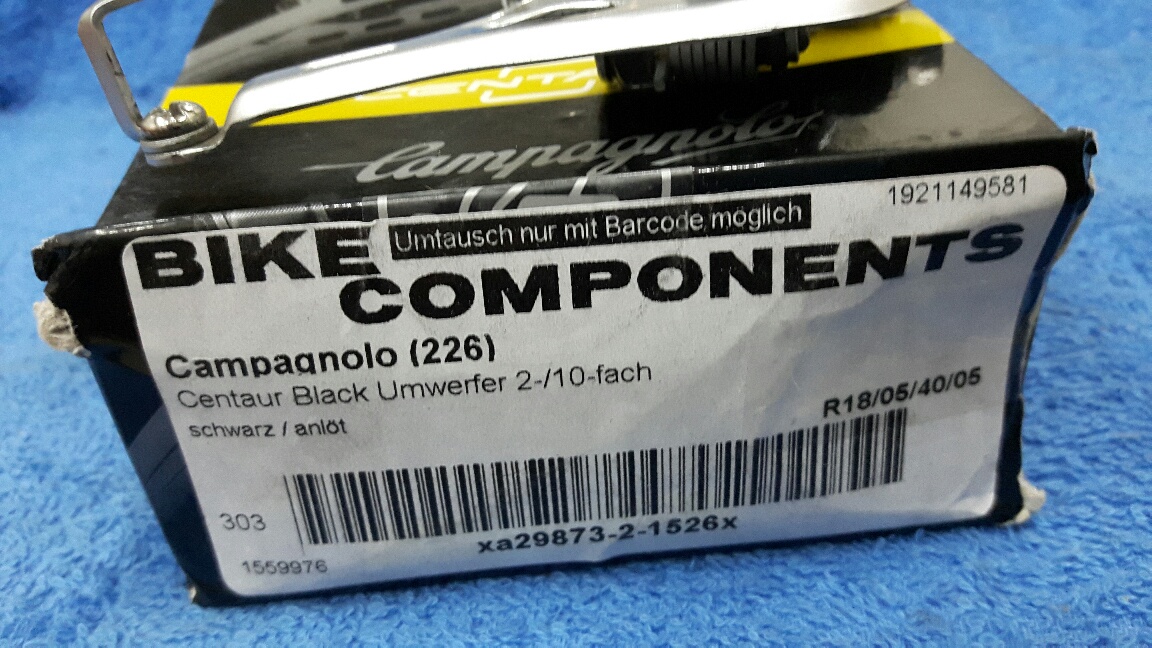 CENTA
Campagnolo
1921149581
BIKE Umtausch nur mit Barcode möglich
COMPONENTS
Campagnolo (226)
Centaur Black Umwerfer 2-/10-fach
schwarz / anlöt
R18/05/40/05
303
xa29873-2-1526x
1559976